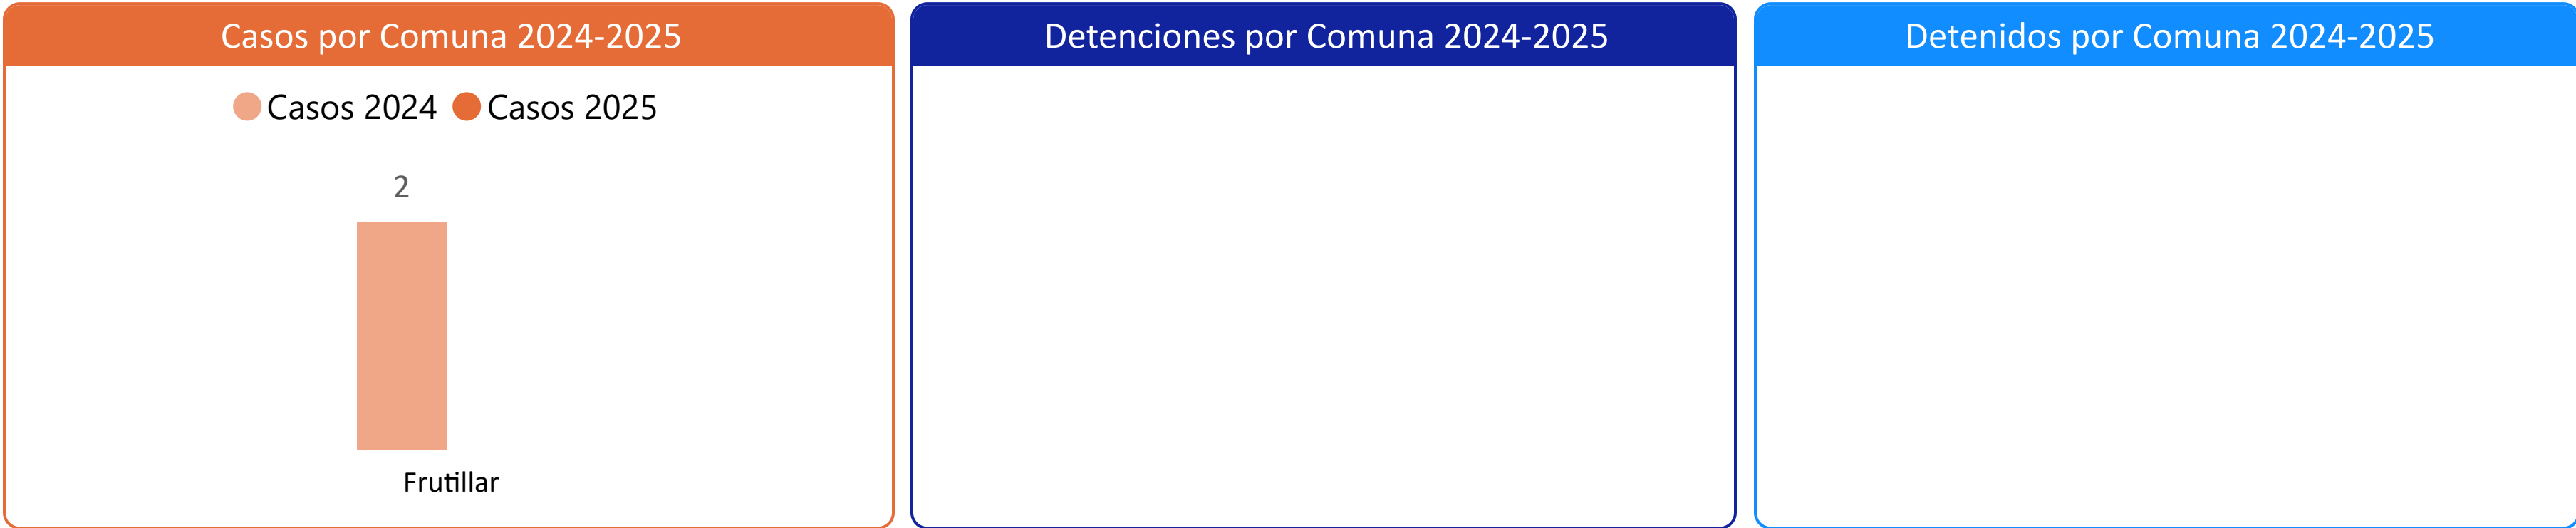 Casos por Comuna 2024-2025
Casos 2024 Casos 2025
2
Frutillar
Detenciones por Comuna 2024-2025
Detenidos por Comuna 2024-2025